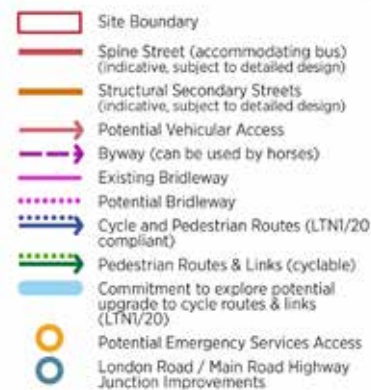 Site Boundary
Spine Street (accommodating bus)
(indicative, subject to detailed design)
Structural Secondary Streets
(indicative, subject to detailed design)
Potential Vehicular Access
Byway (can be used by horses)
Existing Bridleway
Potential Bridleway
Cycle and Pedestrian Routes (LTN1/20
compliant)
Pedestrian Routes & Links (cyclable)
Commitment to explore potential
upgrade to cycle routes & links
(LTN1/20)
Potential Emergency Services Access
London Road / Main Road Highway
Junction Improvements